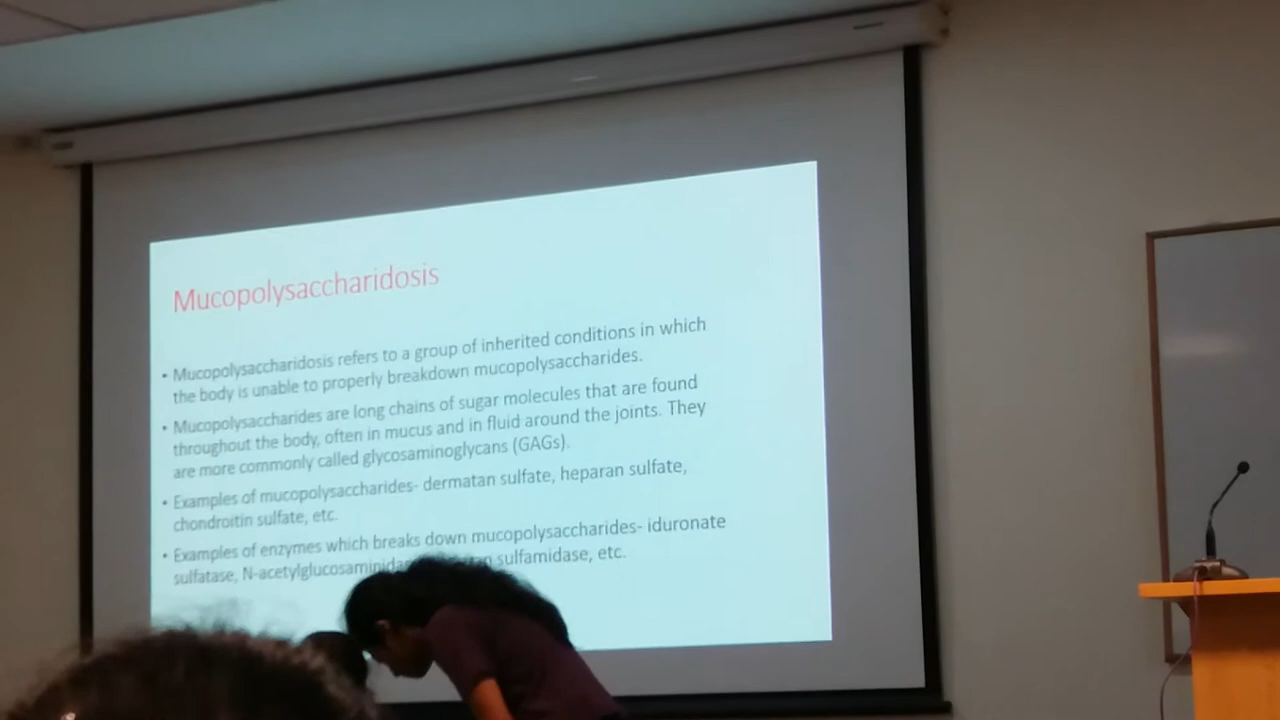 Mucopolysaccharidosis
• Mucopolysaccharidosis refers to a group of inherited conditions in which
the body is unable to properly breakdown mucopolysaccharides.
• Mucopolysaccharides are long chains of sugar molecules that are found
throughout the body, often in mucus and in fluid around the joints. They
are more commonly called glycosaminoglycans (GAGs).
• Examples of mucopolysaccharides- dermatan sulfate, heparan sulfate,
chondroitin sulfate, etc.
• Examples of enzymes which breaks down mucopolysaccharides- iduronate
sulfatase, sulfamidase, etc.